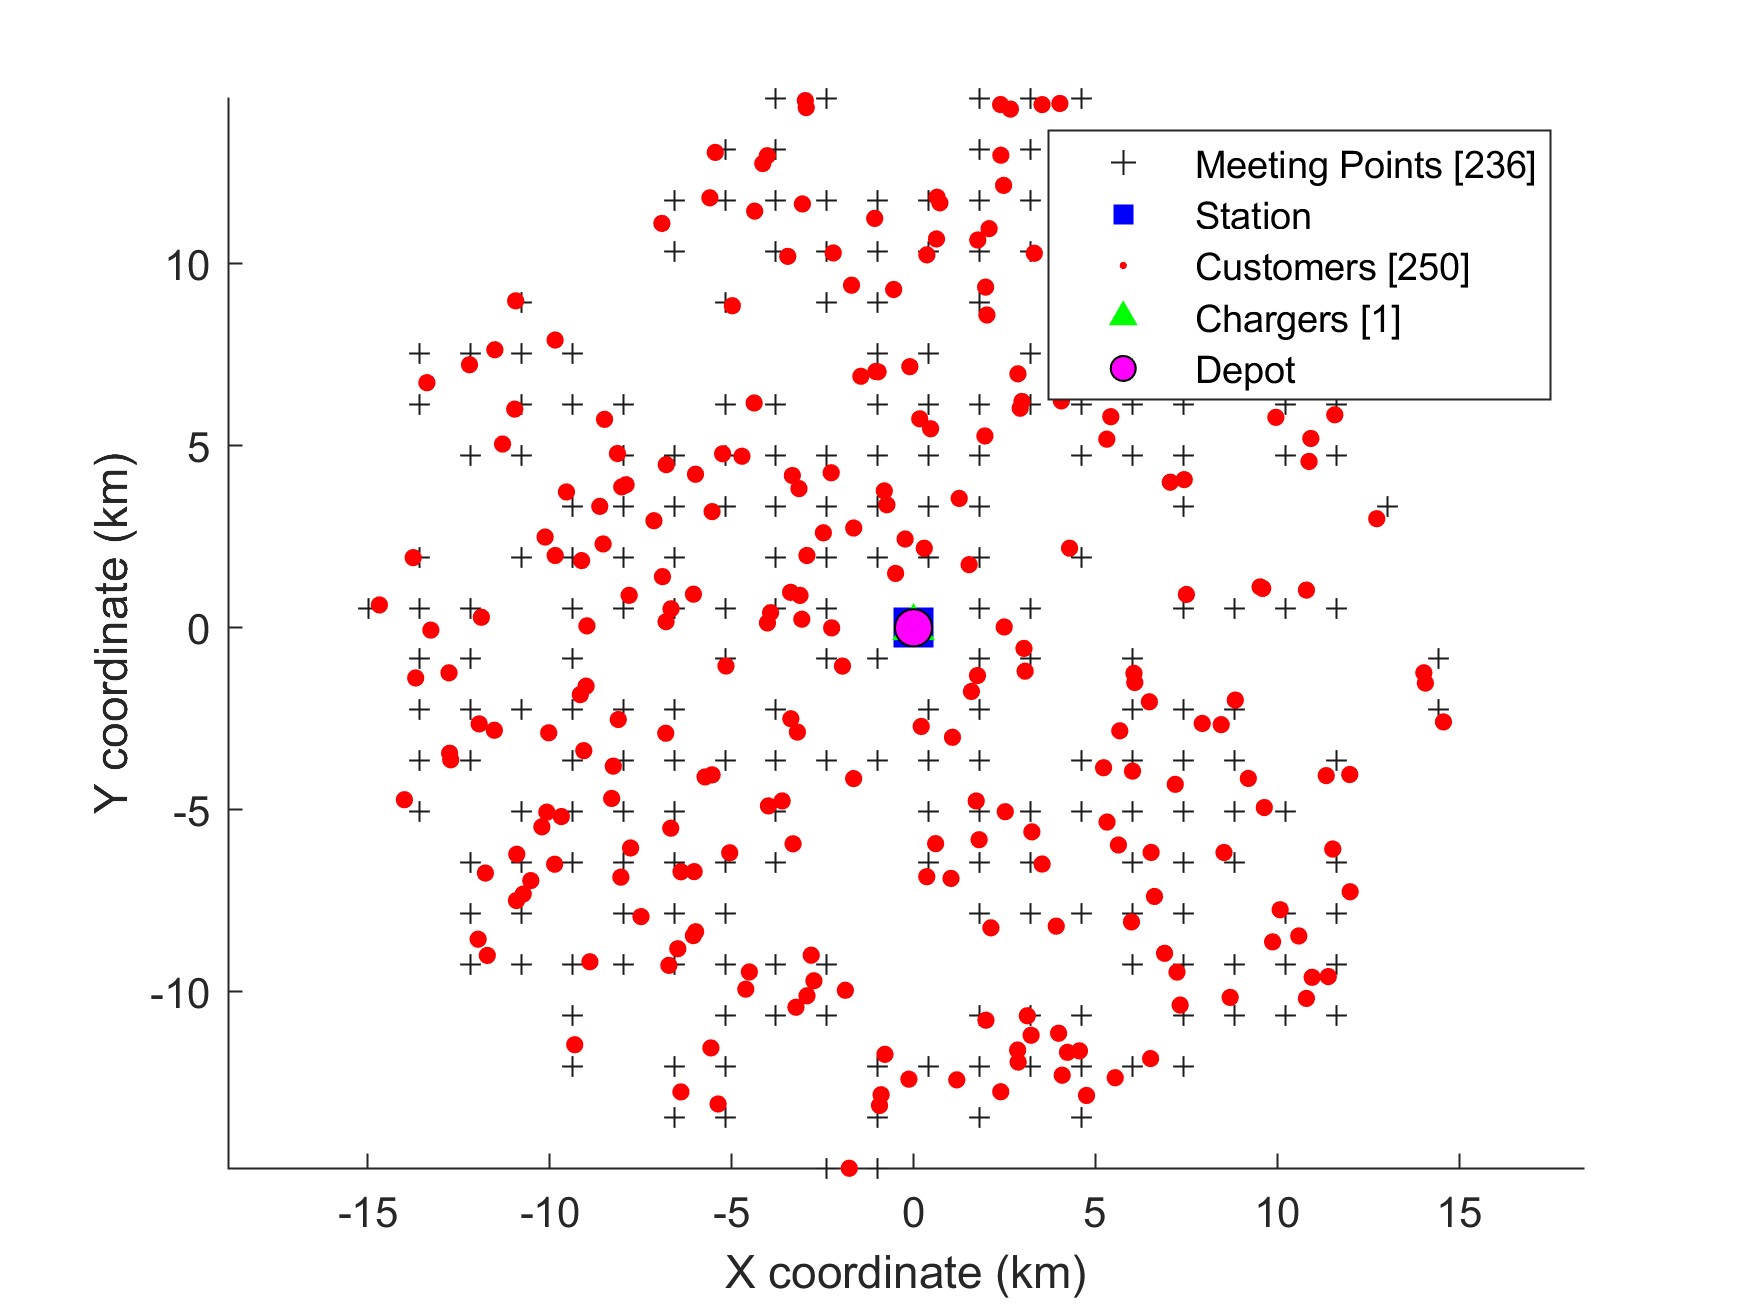 Meeting Points [236]
Station
Customers [250]
Chargers [1]
Depot
10
5
0
-5
-10
Y coordinate (km)
-15
-10
-5
0
5
10
15
X coordinate (km)